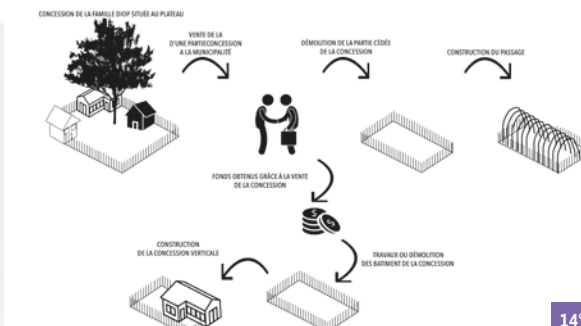 CONCESSION DE LA FAMILLE DIOP SITUÉE AU PLATEAU
VENTE DE LA
D'UNE PARTIECONCESSION
A LA MUNICIPALITÉ
DÉMOLITION DE LA PARTIE CÉDÉE
DE LA CONCESSION
CONSTRUCTION DU PASSAGE
FONDS OBTENUS GRÂCE À LA VENTE
DE LA CONCESSION
$
$
CONSTRUCTION
DE LA CONCESSION VERTICALE
TRAVAUX OU DÉMOLITION
DES BATIMENT DE LA CONCESSION